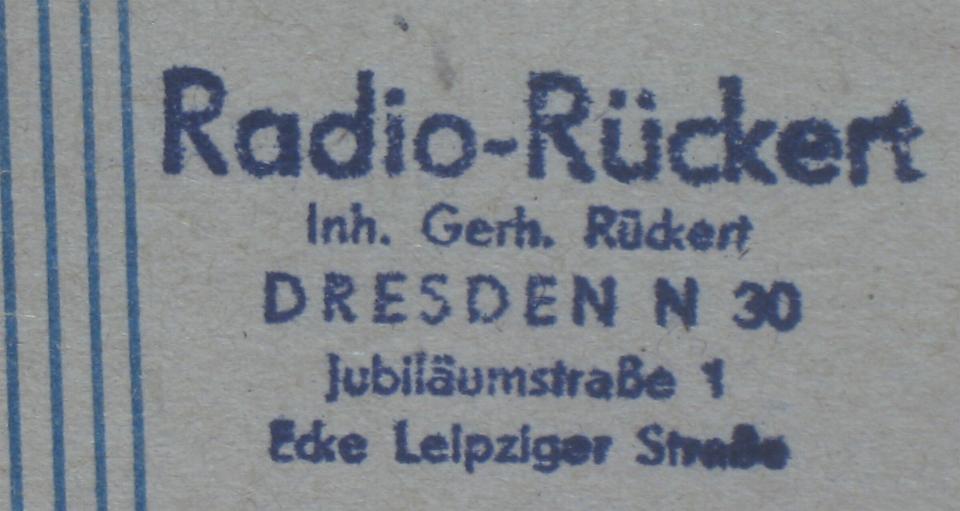 Radio-Rückert
Inh. Gerh. Rückert
DRESDEN N 30
Jubiläumstraße 1
Ecke Leipziger Straße